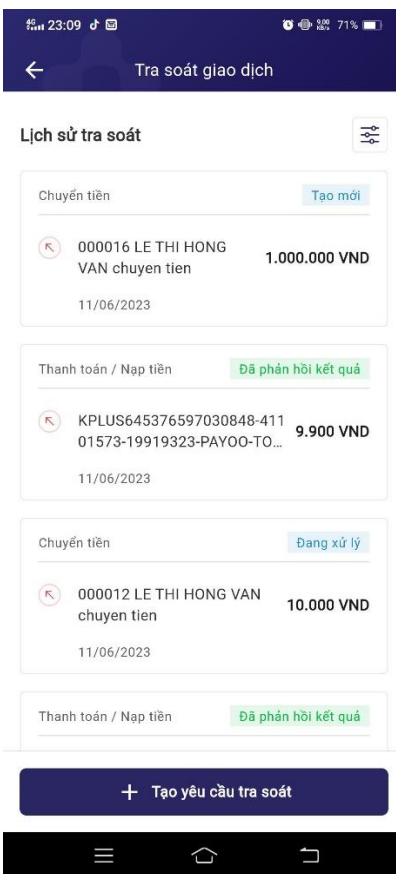 4G 23:09 71%
Tra soát giao dịch
Lịch sử tra soát
Chuyển tiền Tạo mới
000016 LE THI HONG
VAN chuyen tien
1.000.000 VND
11/06/2023
Thanh toán / Nạp tiền Đã phản hồi kết quả
KPLUS645376597030848-411
01573-19919323-PAYOO-TO...
9.900 VND
11/06/2023
Chuyển tiền Đang xử lý
000012 LE THI HONG VAN
chuyen tien
10.000 VND
11/06/2023
Thanh toán / Nạp tiền Đã phản hồi kết quả
+ Tạo yêu cầu tra soát